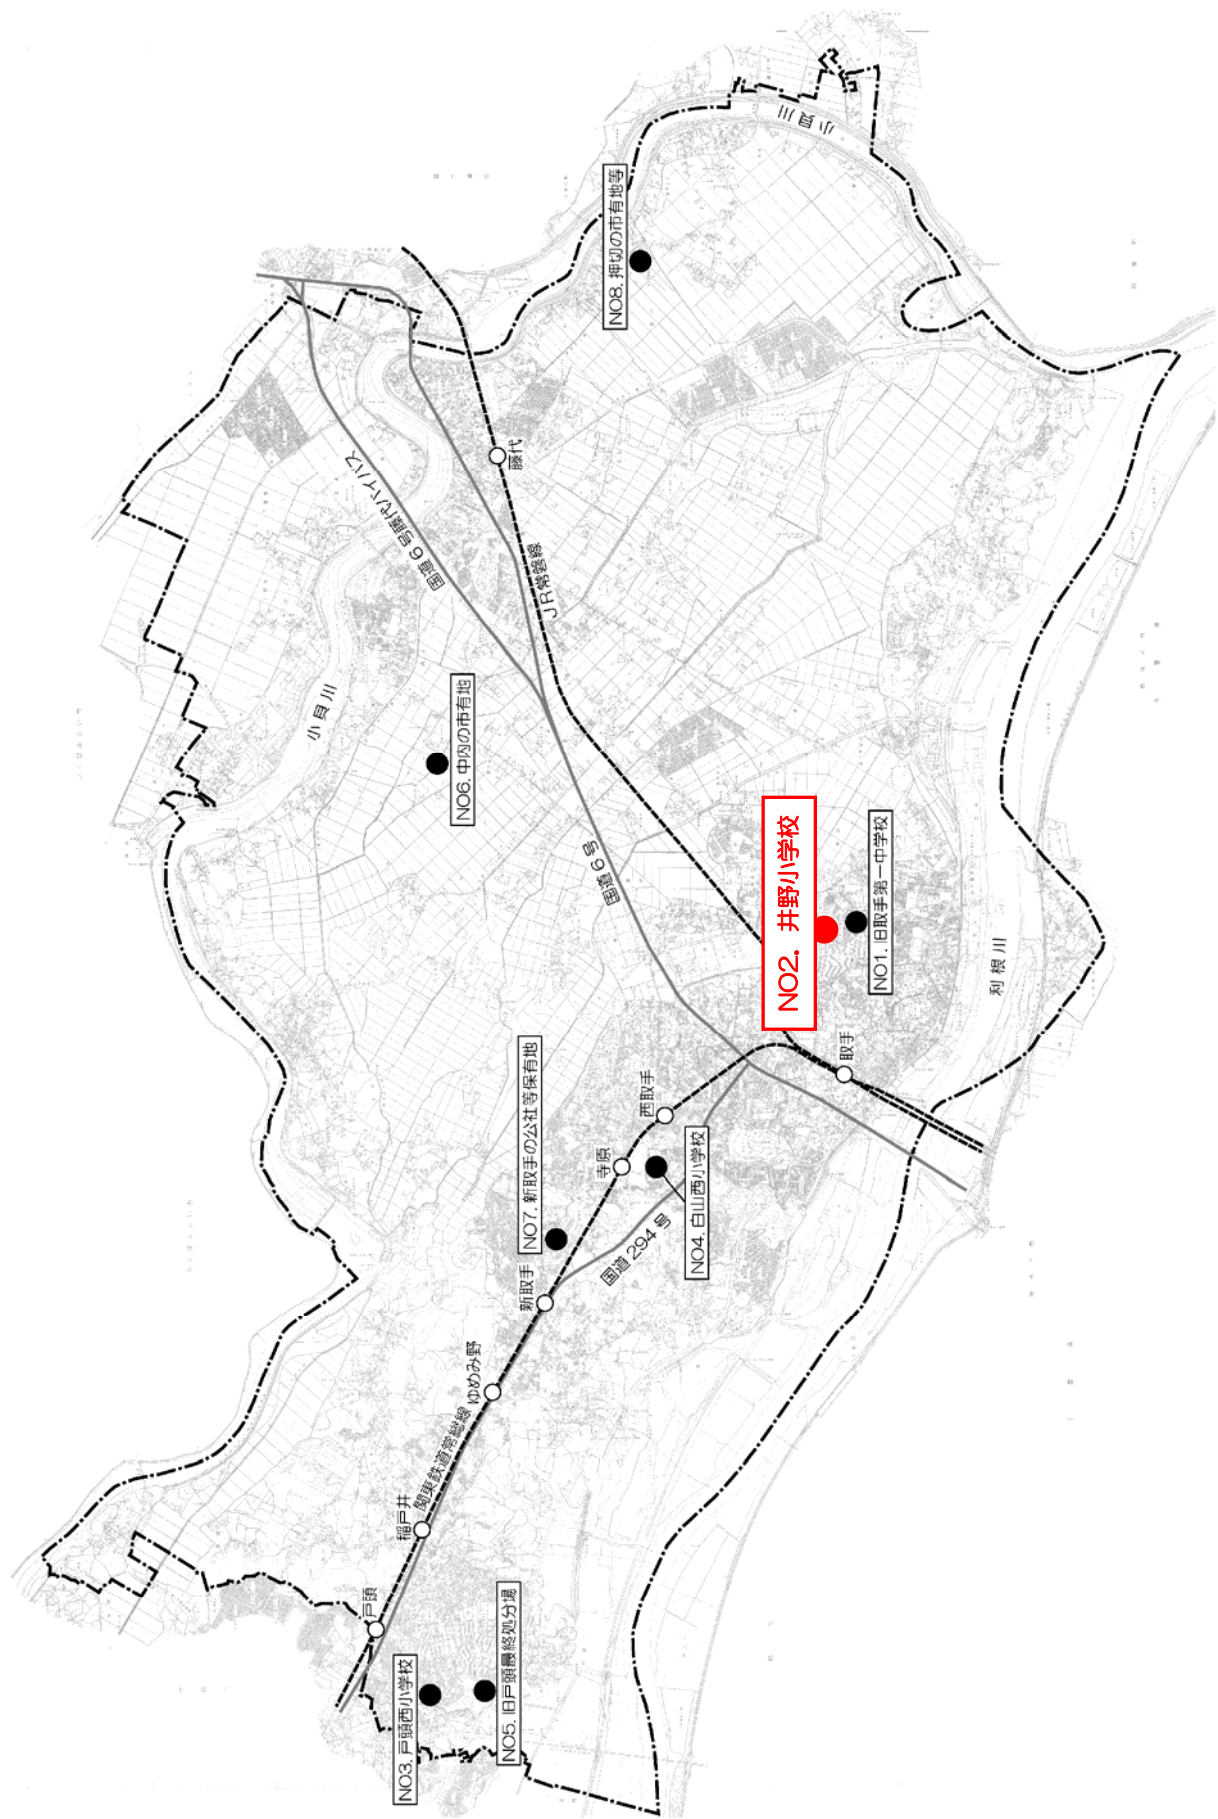 NO3. 戸頭西小学校
NO5. 旧戸頭最終処分場
戸頭
稲戸井
関東鉄道常総線
ゆめみ野
新取手
NO7. 新取手の公社等保有地
国道294号
寺原
西取手
NO4. 白山西小学校
取手
NO2. 井野小学校
NO1. 旧取手第一中学校
利根川
国道6号
NO6. 中内の市有地
小貝川
JR常磐線
国道6号藤代バイパス
藤代
NO8. 押切の市有地等
小貝川